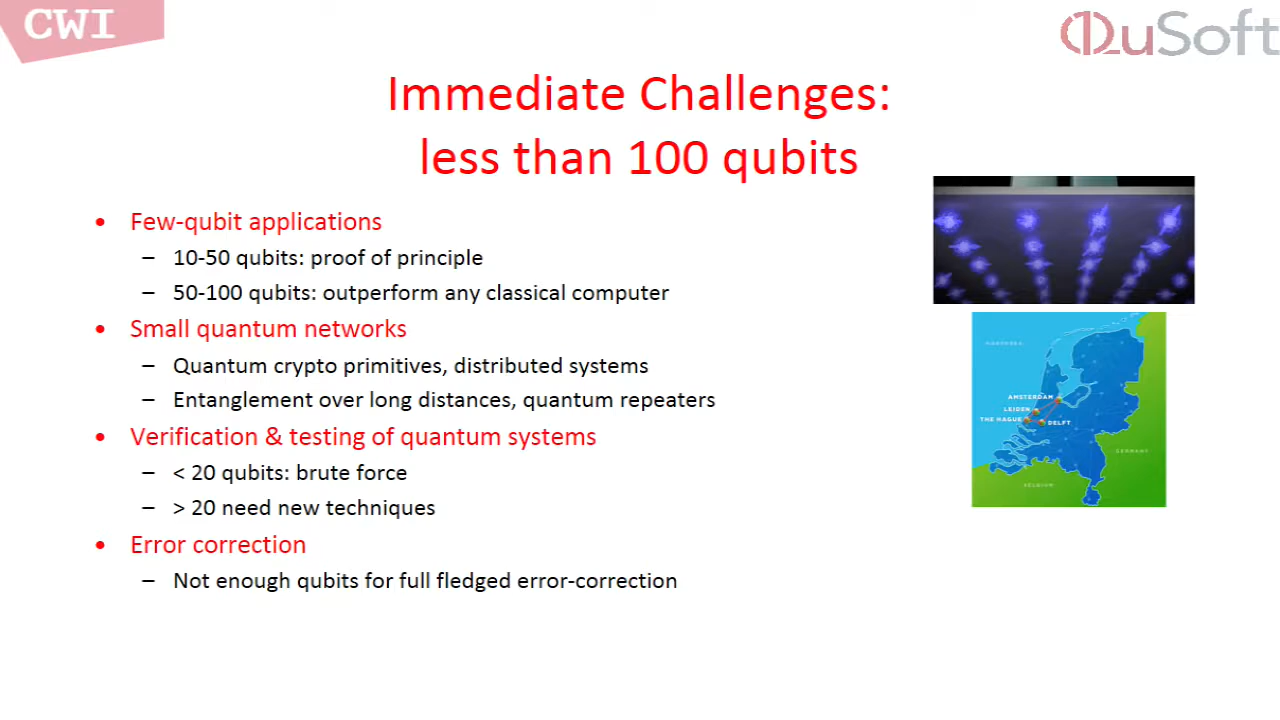 CWI
QuSoft
Immediate Challenges:
less than 100 qubits
• Few-qubit applications
– 10-50 qubits: proof of principle
– 50-100 qubits: outperform any classical computer
• Small quantum networks
– Quantum crypto primitives, distributed systems
– Entanglement over long distances, quantum repeaters
• Verification & testing of quantum systems
– < 20 qubits: brute force
– > 20 need new techniques
• Error correction
– Not enough qubits for full fledged error-correction
AMSTERDAM
LEIDEN
THE HAGUE
DELFT
GERMANY
BELGIUM